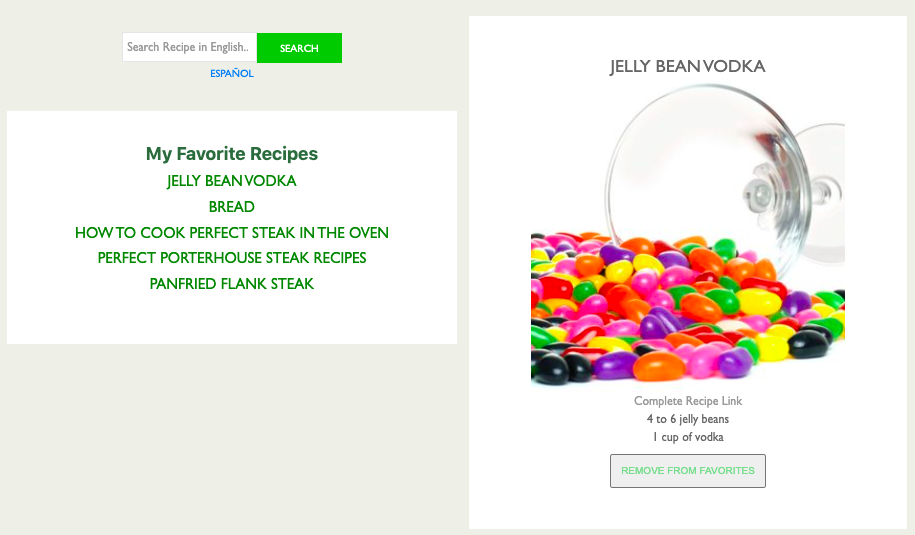 Search Recipe in English..
SEARCH
ESPAÑOL
My Favorite Recipes
JELLY BEAN VODKA
BREAD
HOW TO COOK PERFECT STEAK IN THE OVEN
PERFECT PORTERHOUSE STEAK RECIPES
PANFRIED FLANK STEAK
JELLY BEAN VODKA
Complete Recipe Link
4 to 6 jelly beans
1 cup of vodka
REMOVE FROM FAVORITES